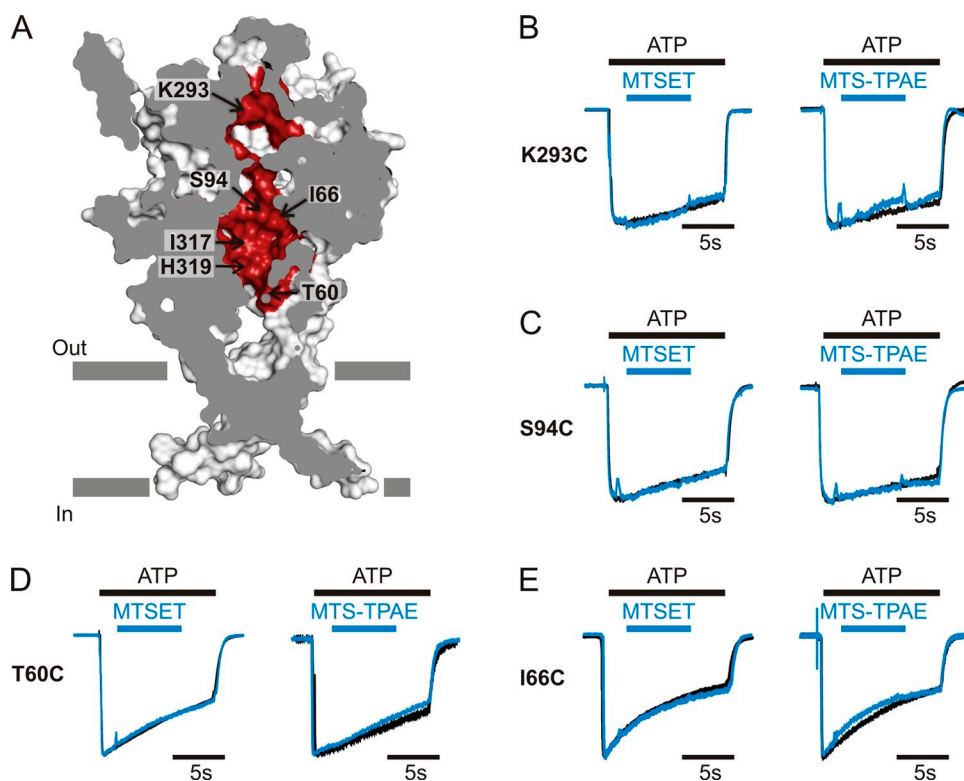 A
K293
S94
I66
I317
H319
T60
Out
In
B
ATP
ATP
MTSET
MTS-TPAE
K293C
5s
5s
C
ATP
ATP
MTSET
MTS-TPAE
S94C
5s
5s
D
ATP
ATP
MTSET
MTS-TPAE
T60C
5s
5s
E
ATP
ATP
MTSET
MTS-TPAE
I66C
5s
5s